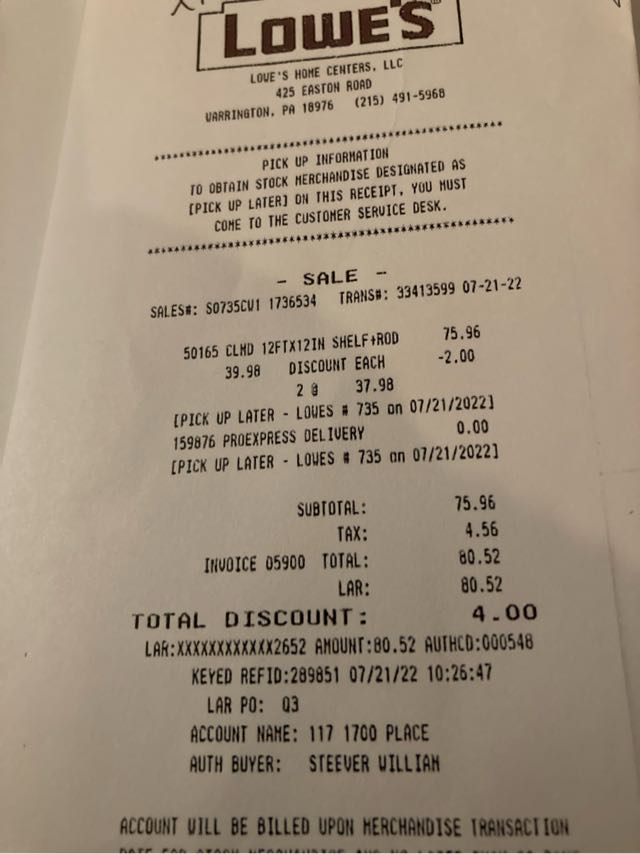 LOWE'S
LOWE'S HOME CENTERS, LLC
425 EASTON ROAD
WARRINGTON, PA 18976 (215) 491-5968
**************************************************
PICK UP INFORMATION
TO OBTAIN STOCK MERCHANDISE DESIGNATED AS
[PICK UP LATER] ON THIS RECEIPT, YOU MUST
COME TO THE CUSTOMER SERVICE DESK.
**************************************************
- SALE -
SALES#: S0735CW1 1736534 TRANS#: 33413599 07-21-22
50165 CLMD 12FTX12IN SHELF+ROD 75.96
39.98 DISCOUNT EACH -2.00
2 @ 37.98
[PICK UP LATER - LOWES # 735 on 07/21/2022]
159876 PROEXPRESS DELIVERY 0.00
[PICK UP LATER - LOWES # 735 on 07/21/2022]
SUBTOTAL: 75.96
TAX: 4.56
INVOICE 05900 TOTAL: 80.52
LAR: 80.52
TOTAL DISCOUNT: 4.00
LAR:XXXXXXXXXXXX2652 AMOUNT:80.52 AUTHCD:000548
KEYED REFID:289851 07/21/22 10:26:47
LAR PO: Q3
ACCOUNT NAME: 117 1700 PLACE
AUTH BUYER: STEEVER WILLIAM
ACCOUNT WILL BE BILLED UPON MERCHANDISE TRANSACTION